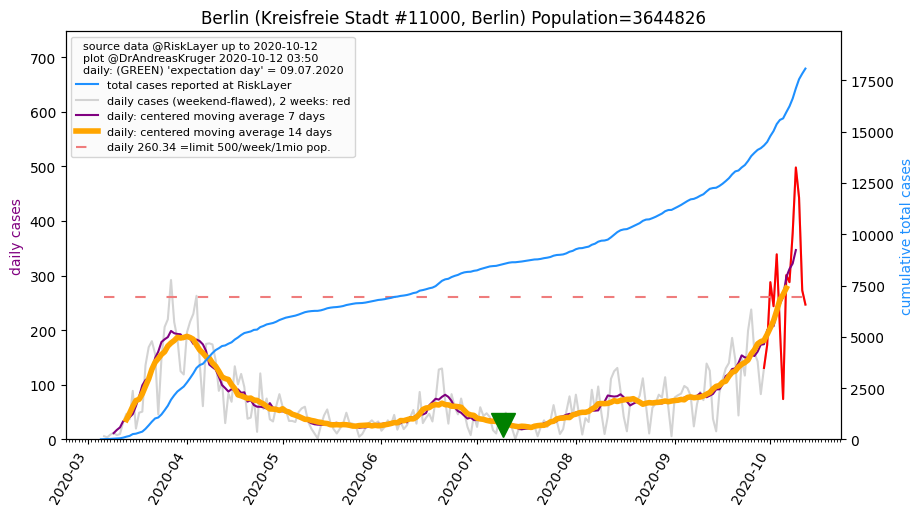 Berlin (Kreisfreie Stadt #11000, Berlin) Population=3644826
source data @RiskLayer up to 2020-10-12
plot @DrAndreasKruger 2020-10-12 03:50
daily: (GREEN) 'expectation day' = 09.07.2020
total cases reported at RiskLayer
daily cases (weekend-flawed), 2 weeks: red
daily: centered moving average 7 days
daily: centered moving average 14 days
daily 260.34 =limit 500/week/1mio pop.
daily cases
700
600
500
400
300
200
100
0
cumulative total cases
17500
15000
12500
10000
7500
5000
2500
0
2020-03
2020-04
2020-05
2020-06
2020-07
2020-08
2020-09
2020-10